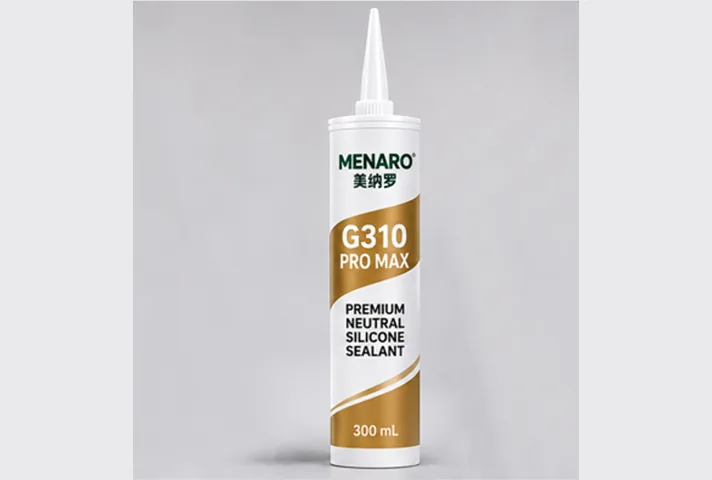 MENARO®
美纳罗
G310
PRO MAX
PREMIUM
NEUTRAL
SILICONE
SEALANT
300 mL